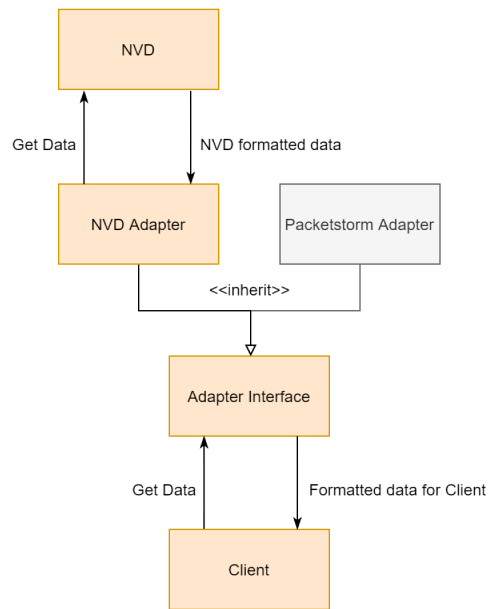 NVD
Get Data
NVD formatted data
NVD Adapter
Packetstorm Adapter
<<inherit>>
Adapter Interface
Get Data
Formatted data for Client
Client